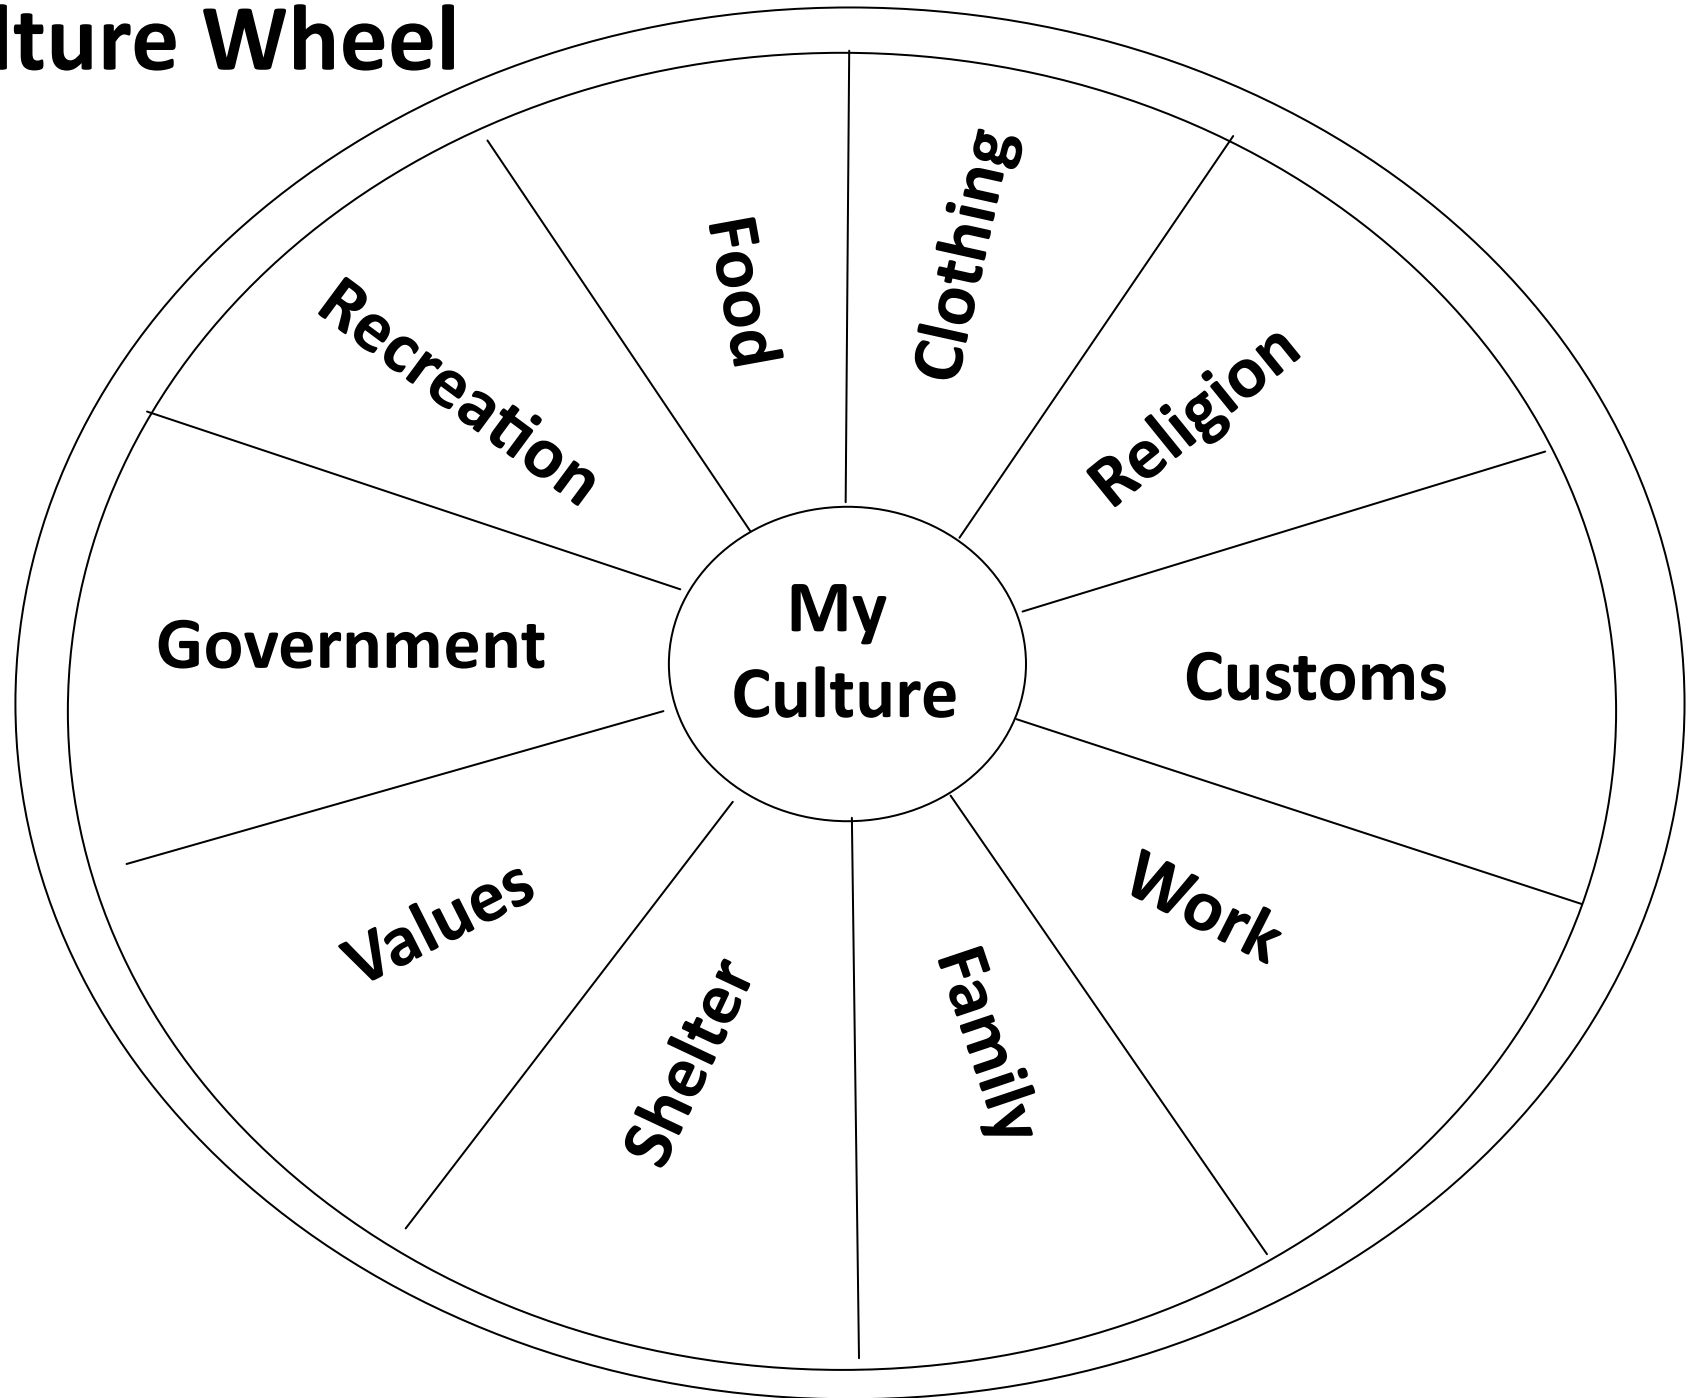 lture Wheel
Food
Clothing
Recreation
Religion
My
Culture
Government
Customs
Values
Work
Shelter
Family